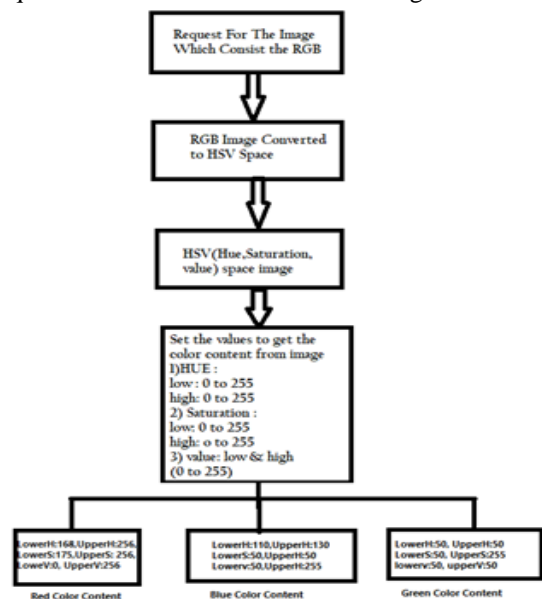 Request For The Image
Which Consist the RGB
RGB Image Converted
to HSV Space
HSV(Hue,Saturation,
value) space image
Set the values to get the
color content from image
1)HUE :
low : 0 to 255
high: 0 to 255
2) Saturation :
low: 0 to 255
high: o to 255
3) value: low & high
(0 to 255)
LowerH:168,UpperH:256,
LowerS:175,UpperS: 256,
LoweV:0, UpperV:256
Red Color Content
LowerH:110,UpperH:130
LowerS:50,UpperH:50
Lowerv:50,UpperH:255
Blue Color Content
LowerH:50, UpperH:50
LowerS:50, UpperS:255
lowerv:50, upperV:50
Green Color Content